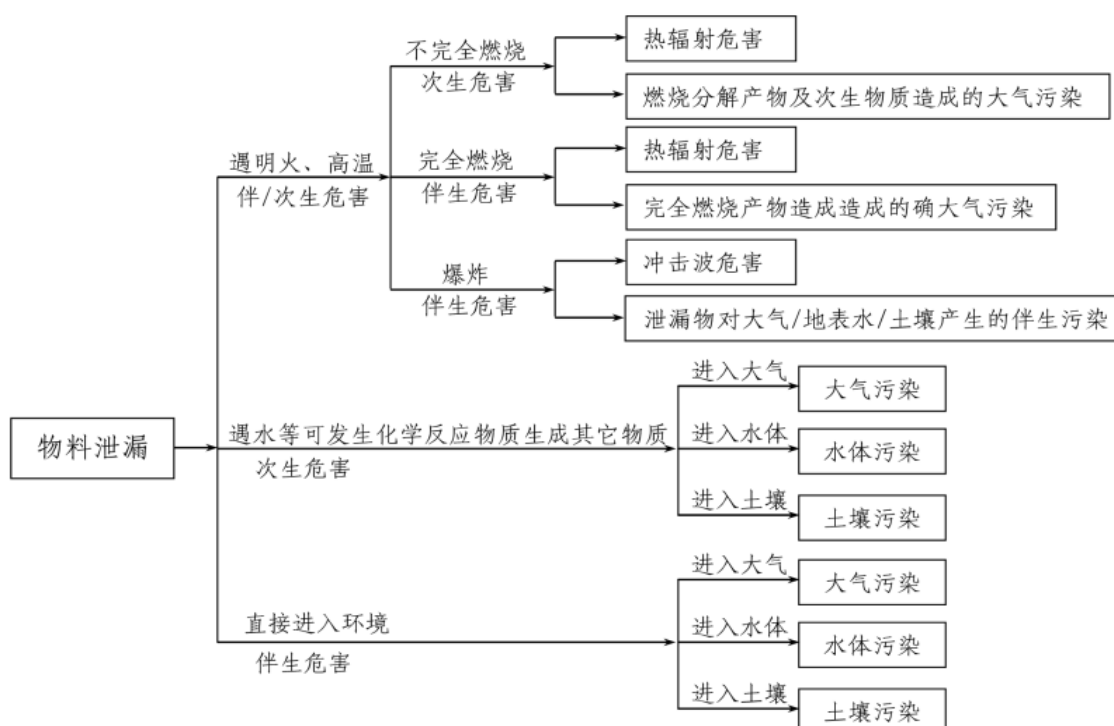 不完全燃烧
次生危害
热辐射危害
燃烧分解产物及次生物质造成的大气污染
遇明火、高温
伴/次生危害
完全燃烧
伴生危害
热辐射危害
完全燃烧产物造成造成的确大气污染
爆炸
伴生危害
冲击波危害
泄漏物对大气/地表水/土壤产生的伴生污染
物料泄漏
遇水等可发生化学反应物质生成其它物质
次生危害
进入大气
大气污染
进入水体
水体污染
进入土壤
土壤污染
直接进入环境
伴生危害
进入大气
大气污染
进入水体
水体污染
进入土壤
土壤污染